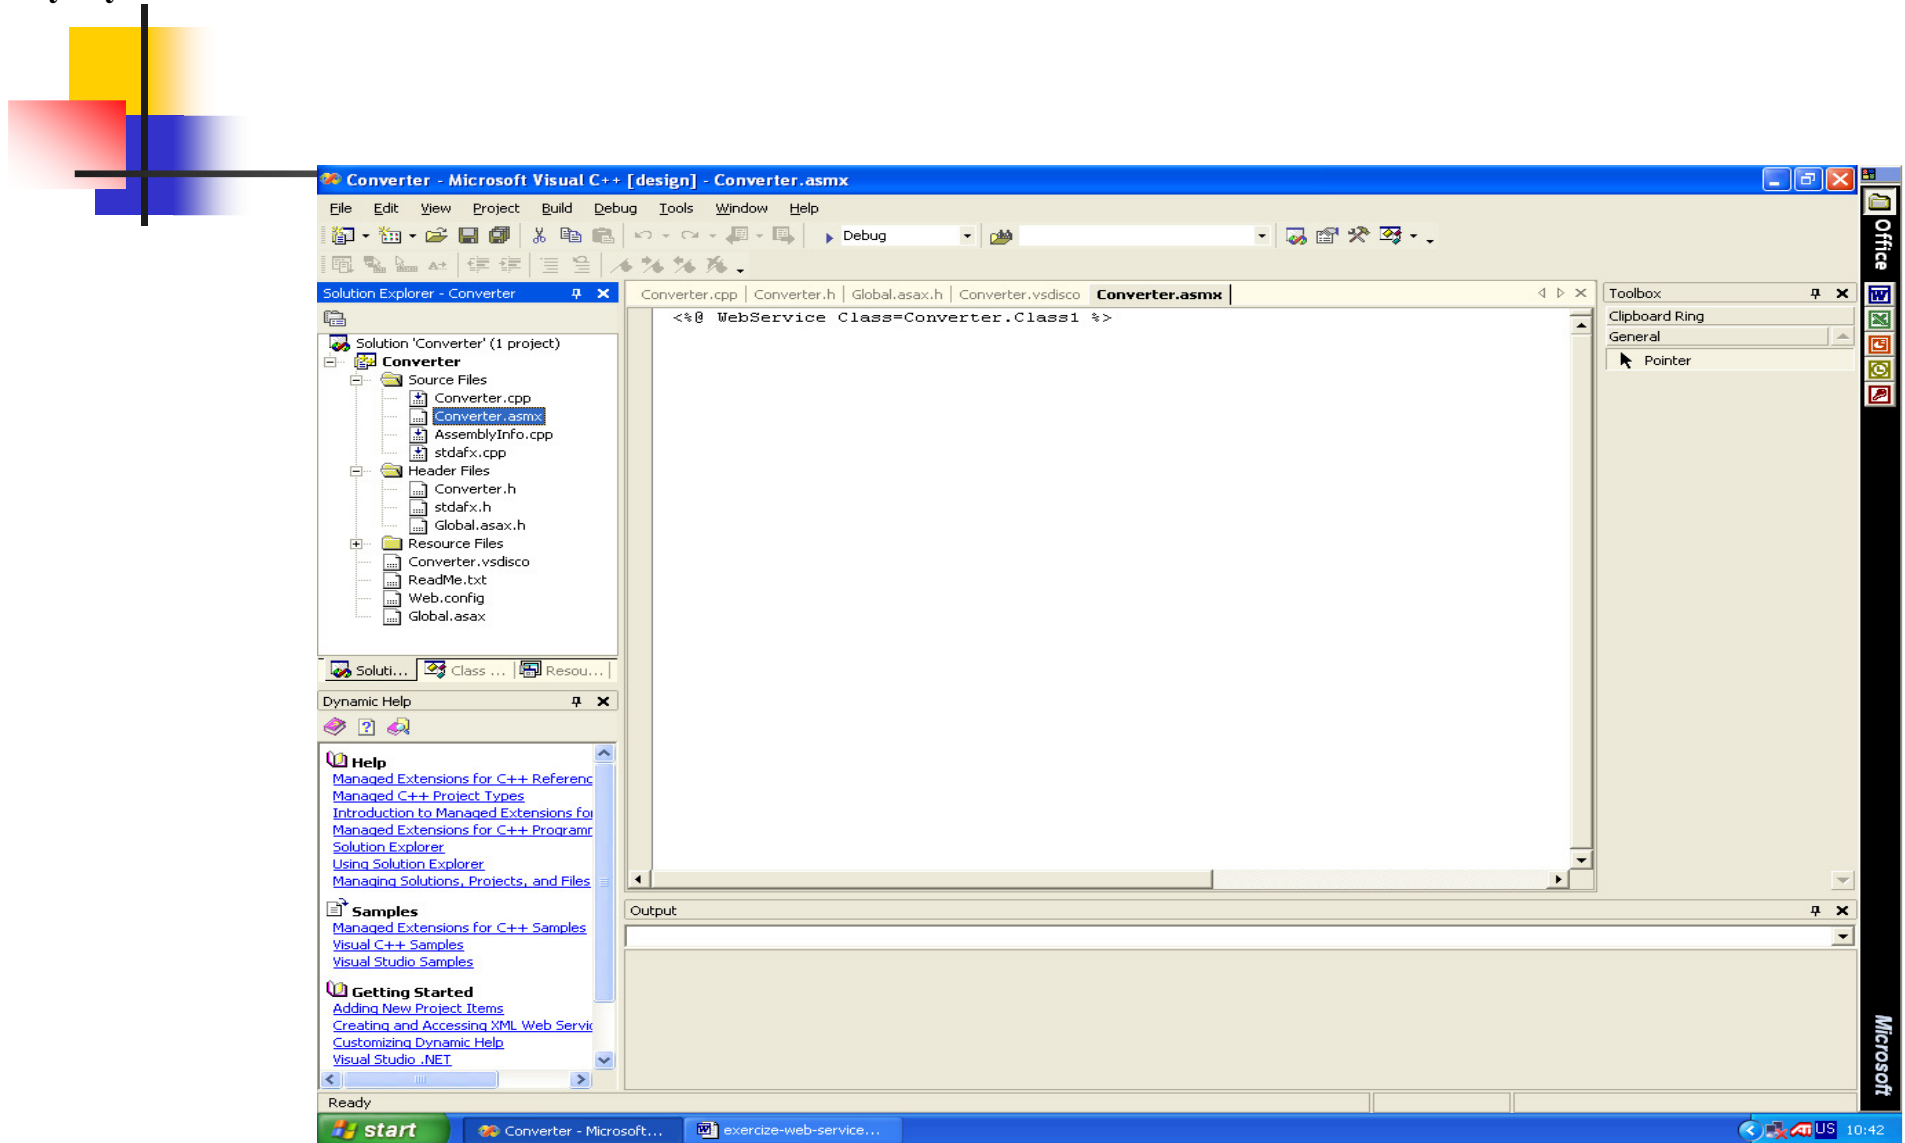 Converter - Microsoft Visual C++ [design] - Converter.asmx
File Edit View Project Build Debug Tools Window Help
Debug
Solution Explorer - Converter
Solution 'Converter' (1 project)
Converter
Source Files
Converter.cpp
Converter.asmx
AssemblyInfo.cpp
stdafx.cpp
Header Files
Converter.h
stdafx.h
Global.asax.h
Resource Files
Converter.vsdisco
ReadMe.txt
Web.config
Global.asax
Soluti... Class ... Resou...
Dynamic Help
Help
Managed Extensions for C++ Referenc
Managed C++ Project Types
Introduction to Managed Extensions for
Managed Extensions for C++ Programm
Solution Explorer
Using Solution Explorer
Managing Solutions, Projects, and Files
Samples
Managed Extensions for C++ Samples
Visual C++ Samples
Visual Studio Samples
Getting Started
Adding New Project Items
Creating and Accessing XML Web Servic
Customizing Dynamic Help
Visual Studio .NET
Converter.cpp Converter.h Global.asax.h Converter.vsdisco Converter.asmx
<%@ WebService Class=Converter.Class1 %>
Toolbox
Clipboard Ring
General
Pointer
Output
Ready
Office
Microsoft
start
Converter - Microsoft...
exercize-web-service...
ATI
US
10:42